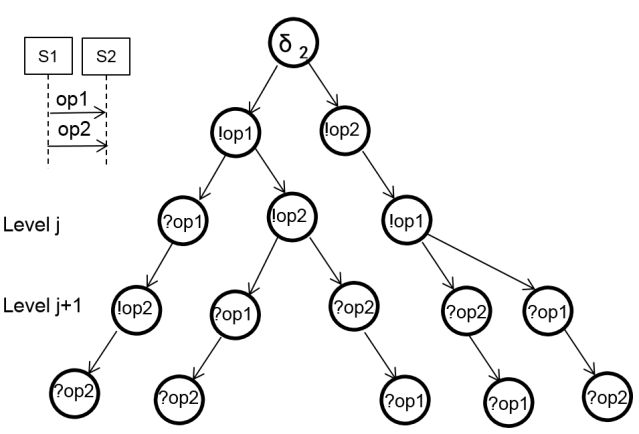 δ 2
S1 S2
op1
op2
!op1 !op2
Level j ?op1 !op2 !op1
Level j+1 !op2 ?op1 ?op2 ?op2 ?op1
?op2 ?op2 ?op1 ?op1 ?op2